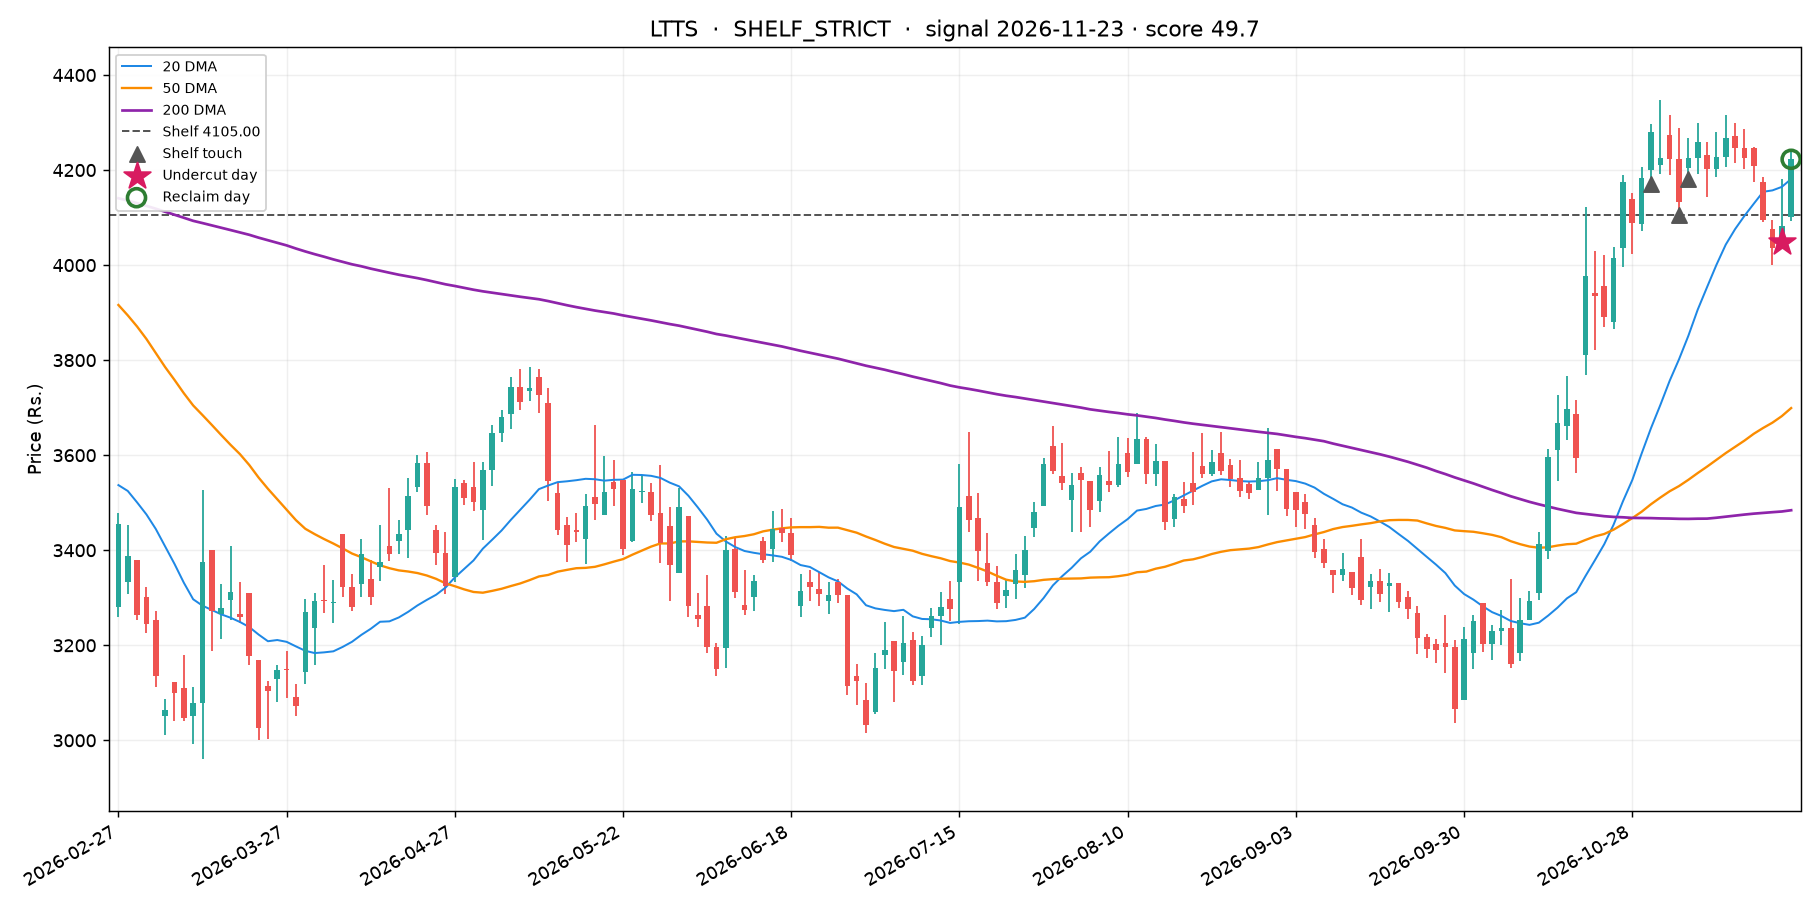 LTTS · SHELF_STRICT · signal 2026-11-23 · score 49.7
20 DMA
50 DMA
200 DMA
Shelf 4105.00
Shelf touch
Undercut day
Reclaim day
Price (Rs.)
4400
4200
4000
3800
3600
3400
3200
3000
2026-02-27
2026-03-27
2026-04-27
2026-05-22
2026-06-18
2026-07-15
2026-08-10
2026-09-03
2026-09-30
2026-10-28